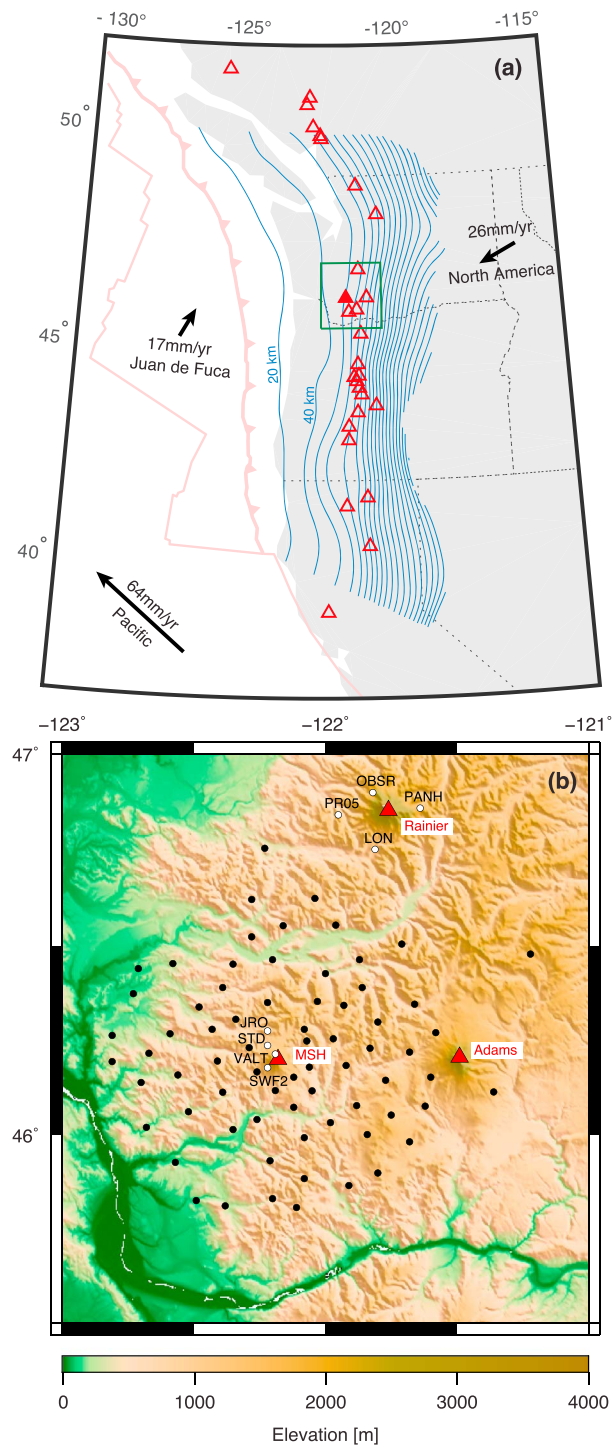 - 130° -125° -120° -115°
(a)
50°
26mm/yr
North America
45°
17mm/yr
Juan de Fuca
20 km
40 km
40°
64mm/yr
Pacific
−123° −122° −121°
47°
(b)
OBSR
PR05
PANH
Rainier
LON
JRO
STD
VALT
MSH
Adams
SWF2
46°
0 1000 2000 3000 4000
Elevation [m]